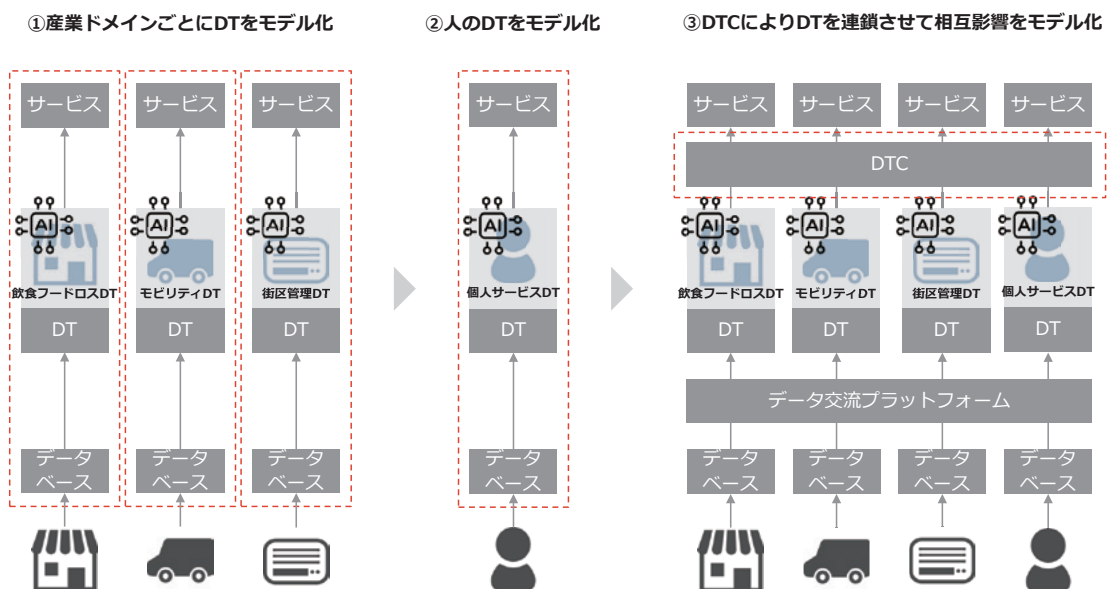 ①産業ドメインごとにDTをモデル化
②人のDTをモデル化
③DTCによりDTを連鎖させて相互影響をモデル化
サービス
サービス
サービス
AI
AI
AI
飲食フードロスDT
モビリティDT
街区管理DT
DT
DT
DT
データ
ベース
データ
ベース
データ
ベース
サービス
AI
個人サービスDT
DT
データ
ベース
サービス
サービス
サービス
サービス
DTC
AI
AI
AI
AI
飲食フードロスDT
モビリティDT
街区管理DT
個人サービスDT
DT
DT
DT
DT
データ交流プラットフォーム
データ
ベース
データ
ベース
データ
ベース
データ
ベース